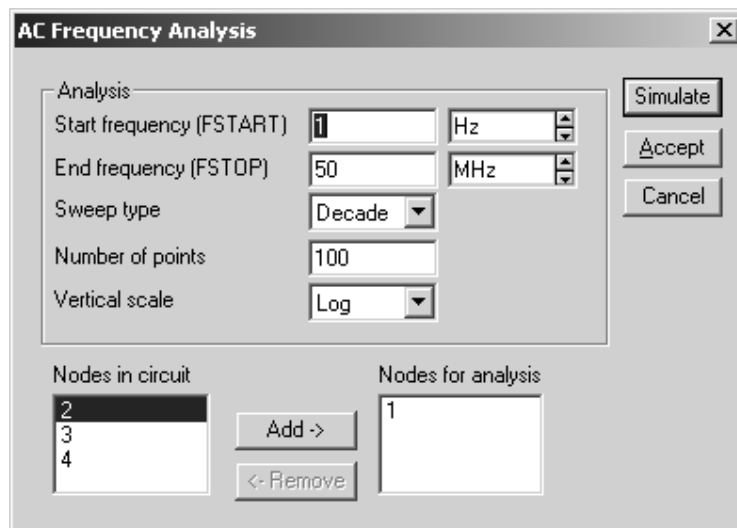 AC Frequency Analysis
Analysis
Start frequency (FSTART) 1 Hz
End frequency (FSTOP) 50 MHz
Sweep type Decade
Number of points 100
Vertical scale Log
Simulate
Accept
Cancel
Nodes in circuit
2
3
4
Add ->
<- Remove
Nodes for analysis
1